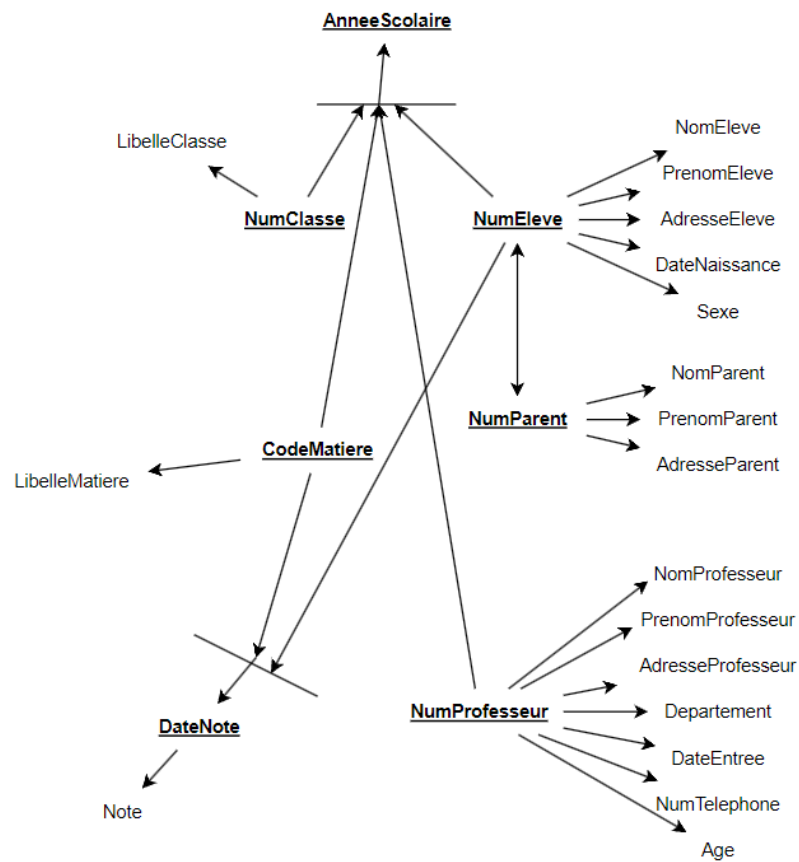 AnneeScolaire
NomEleve
LibelleClasse
PrenomEleve
NumClasse
NumEleve
AdresseEleve
DateNaissance
Sexe
NomParent
NumParent
PrenomParent
CodeMatiere
AdresseParent
LibelleMatiere
NomProfesseur
PrenomProfesseur
AdresseProfesseur
NumProfesseur
Departement
DateNote
DateEntree
NumTelephone
Note
Age